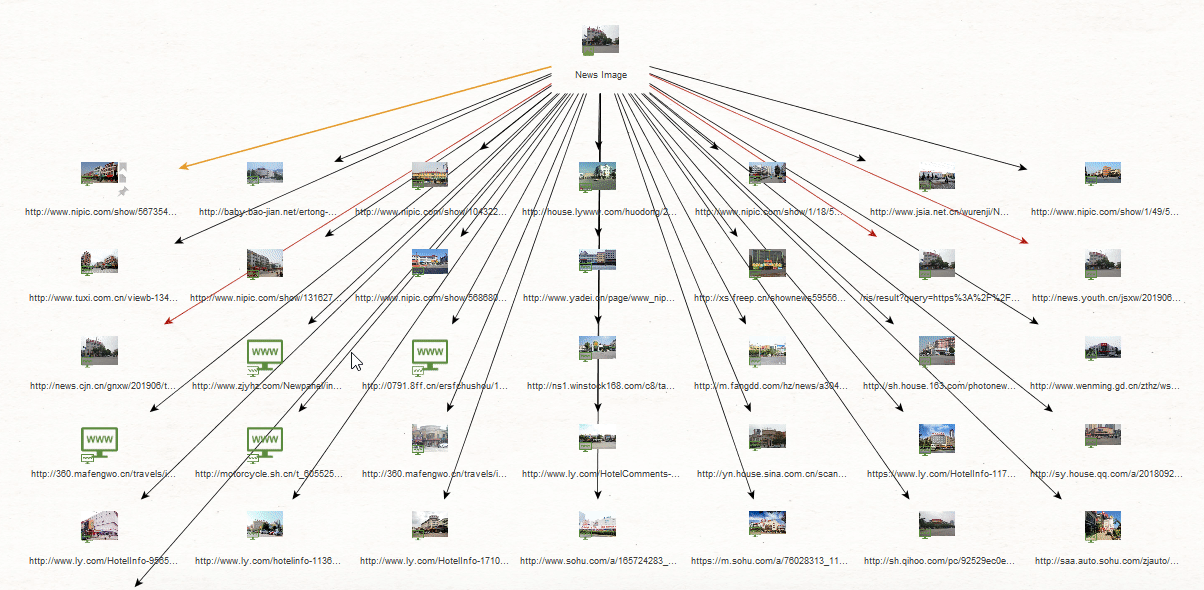 News Image
http://www.nipic.com/show/567354...
http://baby.bao-jian.net/ertong-...
http://www.nipic.com/show/104322...
http://house.lywww.com/huodong/2...
http://www.nipic.com/show/1/18/5...
http://www.jsia.net.cn/wurenji/N...
http://www.nipic.com/show/1/49/5...
http://www.tuxi.com.cn/viewb-134...
http://www.nipic.com/show/131627...
http://www.nipic.com/show/568680...
http://www.yadei.cn/page/www_nip...
http://xs.freep.cn/shownews59556...
/ris/result?query=https%3A%2F%2F...
http://news.youth.cn/jsxw/201906...
http://news.cjn.cn/gnxw/201906/t...
http://www.zjyhz.com/Newpanel/in...
http://0791.8ff.cn/ersfchushou/1...
http://ns1.winstock168.com/c8/ta...
http://m.fangdd.com/hz/news/a304...
http://sh.house.163.com/photonew...
http://www.wenming.gd.cn/zthz/ws...
WWW
WWW
http://360.mafengwo.cn/travels/i...
http://motorcycle.sh.cn/t_605525...
http://360.mafengwo.cn/travels/i...
http://www.ly.com/HotelComments-...
http://yn.house.sina.com.cn/scan...
https://www.ly.com/HotelInfo-117...
http://sy.house.qq.com/a/2018092...
WWW
WWW
http://www.ly.com/HotelInfo-9565...
http://www.ly.com/hotelinfo-1136...
http://www.ly.com/HotelInfo-1710...
http://www.sohu.com/a/165724283_...
https://m.sohu.com/a/76028313_11...
http://sh.qihoo.com/pc/92529ec0e...
http://saa.auto.sohu.com/zjauto/...